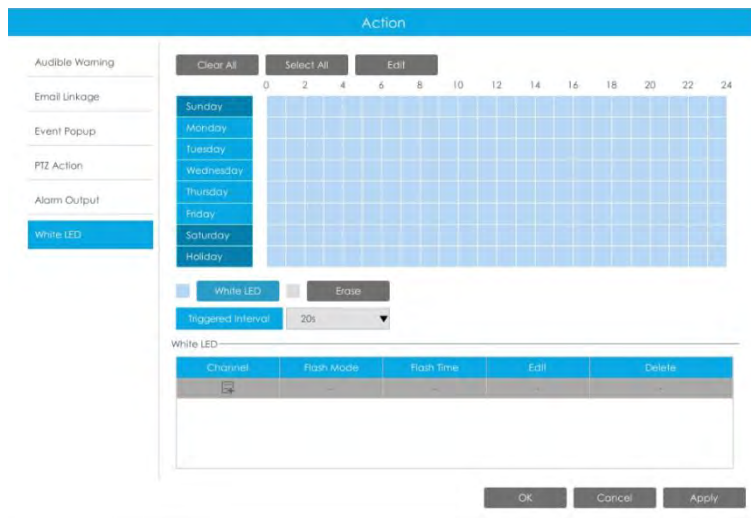 Action
Audible Warning
Email Linkage
Event Popup
PTZ Action
Alarm Output
White LED
Clear All Select All Edit
0 2 4 6 8 10 12 14 16 18 20 22 24
Sunday
Monday
Tuesday
Wednesday
Thursday
Friday
Saturday
Holiday
White LED Erase
Triggered Interval 20s
White LED
Channel Flash Mode Flash Time Edit Delete
-- -- -- --
OK Cancel Apply